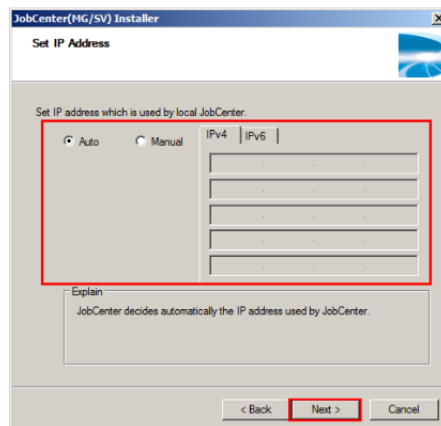 JobCenter(MG/SV) Installer
Set IP Address
Set IP address which is used by local JobCenter.
Auto Manual IPv4 IPv6
Explain
JobCenter decides automatically the IP address used by JobCenter.
< Back Next > Cancel